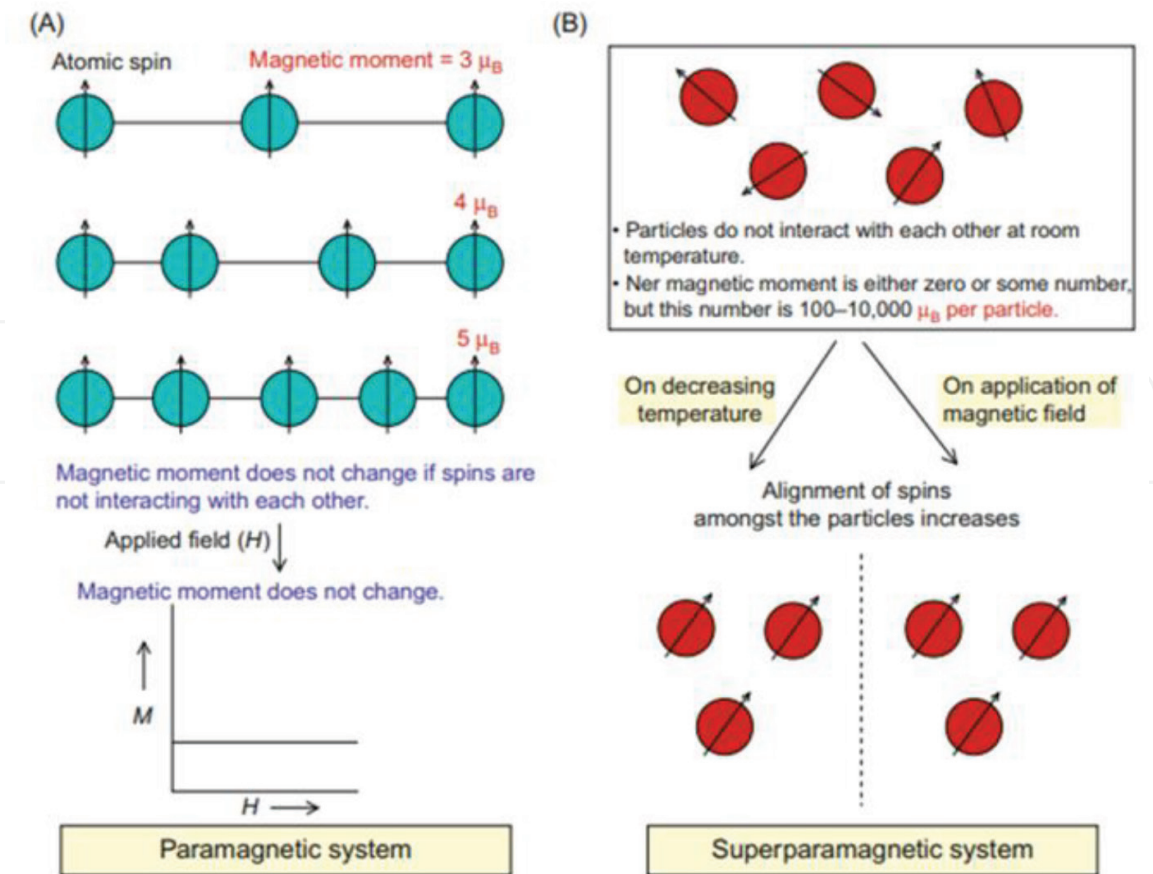 (A)
Atomic spin
Magnetic moment = 3 μB
4 μB
5 μB
Magnetic moment does not change if spins are
not interacting with each other.
Applied field (H)
Magnetic moment does not change.
M
H
Paramagnetic system
(B)
• Particles do not interact with each other at room
temperature.
• Ner magnetic moment is either zero or some number,
but this number is 100–10,000 μB per particle.
On decreasing
temperature
On application of
magnetic field
Alignment of spins
amongst the particles increases
Superparamagnetic system